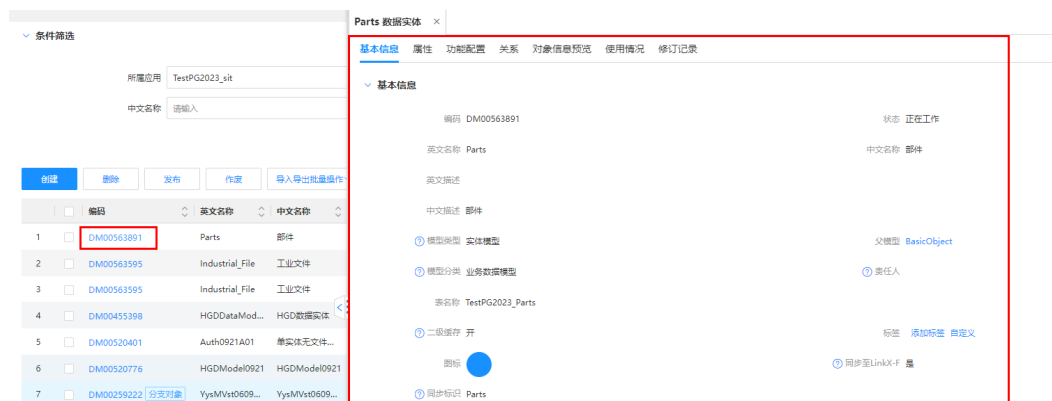 条件筛选
所属应用 TestPG2023_sit
中文名称 请输入
创建 删除 发布 作废 导入导出批量操作
编码 英文名称 中文名称
1 DM00563891 Parts 部件
2 DM00563595 Industrial_File 工业文件
3 DM00563595 Industrial_File 工业文件
4 DM00455398 HGDDataMod... HGD数据实体
5 DM00520401 Auth0921A01 单实体无文件...
6 DM00520776 HGDModel0921 HGDModel0921
7 DM00259222 分支对象 YysMVst0609... YysMVst0609...
Parts 数据实体 ×
基本信息 属性 功能配置 关系 对象信息预览 使用情况 修订记录
基本信息
编码 DM00563891 状态 正在工作
英文名称 Parts 中文名称 部件
英文描述
中文描述 部件
模型类型 实体模型 父模型 BasicObject
模型分类 业务数据模型 责任人
表名称 TestPG2023_Parts
二级缓存 开 标签 添加标签 自定义
图标 同步至LinkX-F 是
同步标识 Parts